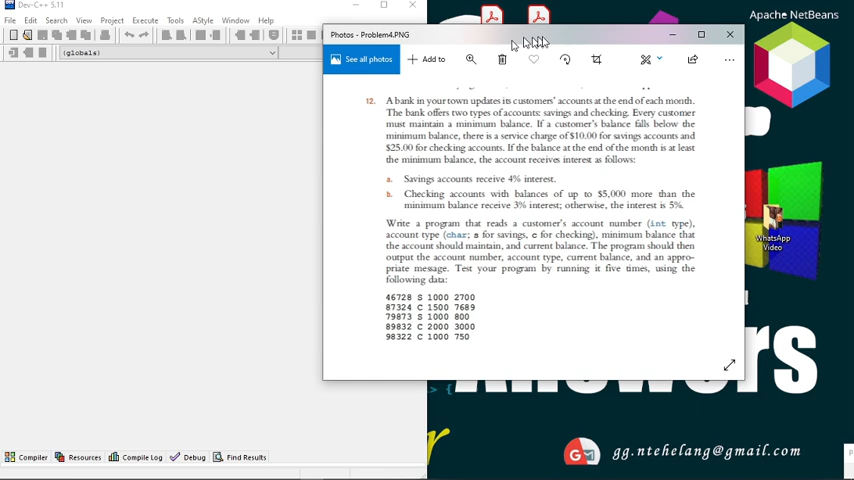 Dev-C++ 5.11
File Edit Search View Project Execute Tools AStyle Window Help
(globals)
Photos - Problem4.PNG
See all photos
Add to
12. A bank in your town updates its customers' accounts at the end of each month.
The bank offers two types of accounts: savings and checking. Every customer
must maintain a minimum balance. If a customer's balance falls below the
minimum balance, there is a service charge of $10.00 for savings accounts and
$25.00 for checking accounts. If the balance at the end of the month is at least
the minimum balance, the account receives interest as follows:
a. Savings accounts receive 4% interest.
b. Checking accounts with balances of up to $5,000 more than the
minimum balance receive 3% interest; otherwise, the interest is 5%.
Write a program that reads a customer's account number (int type),
account type (char; s for savings, c for checking), minimum balance that
the account should maintain, and current balance. The program should then
output the account number, account type, current balance, and an appro-
priate message. Test your program by running it five times, using the
following data:
46728 S 1000 2700
87324 C 1500 7689
79873 S 1000 800
89832 C 2000 3000
98322 C 1000 750
Apache NetBeans
WhatsApp
Video
Answers
> {
gg.ntehelang@gmail.com
Compiler Resources Compile Log Debug Find Results